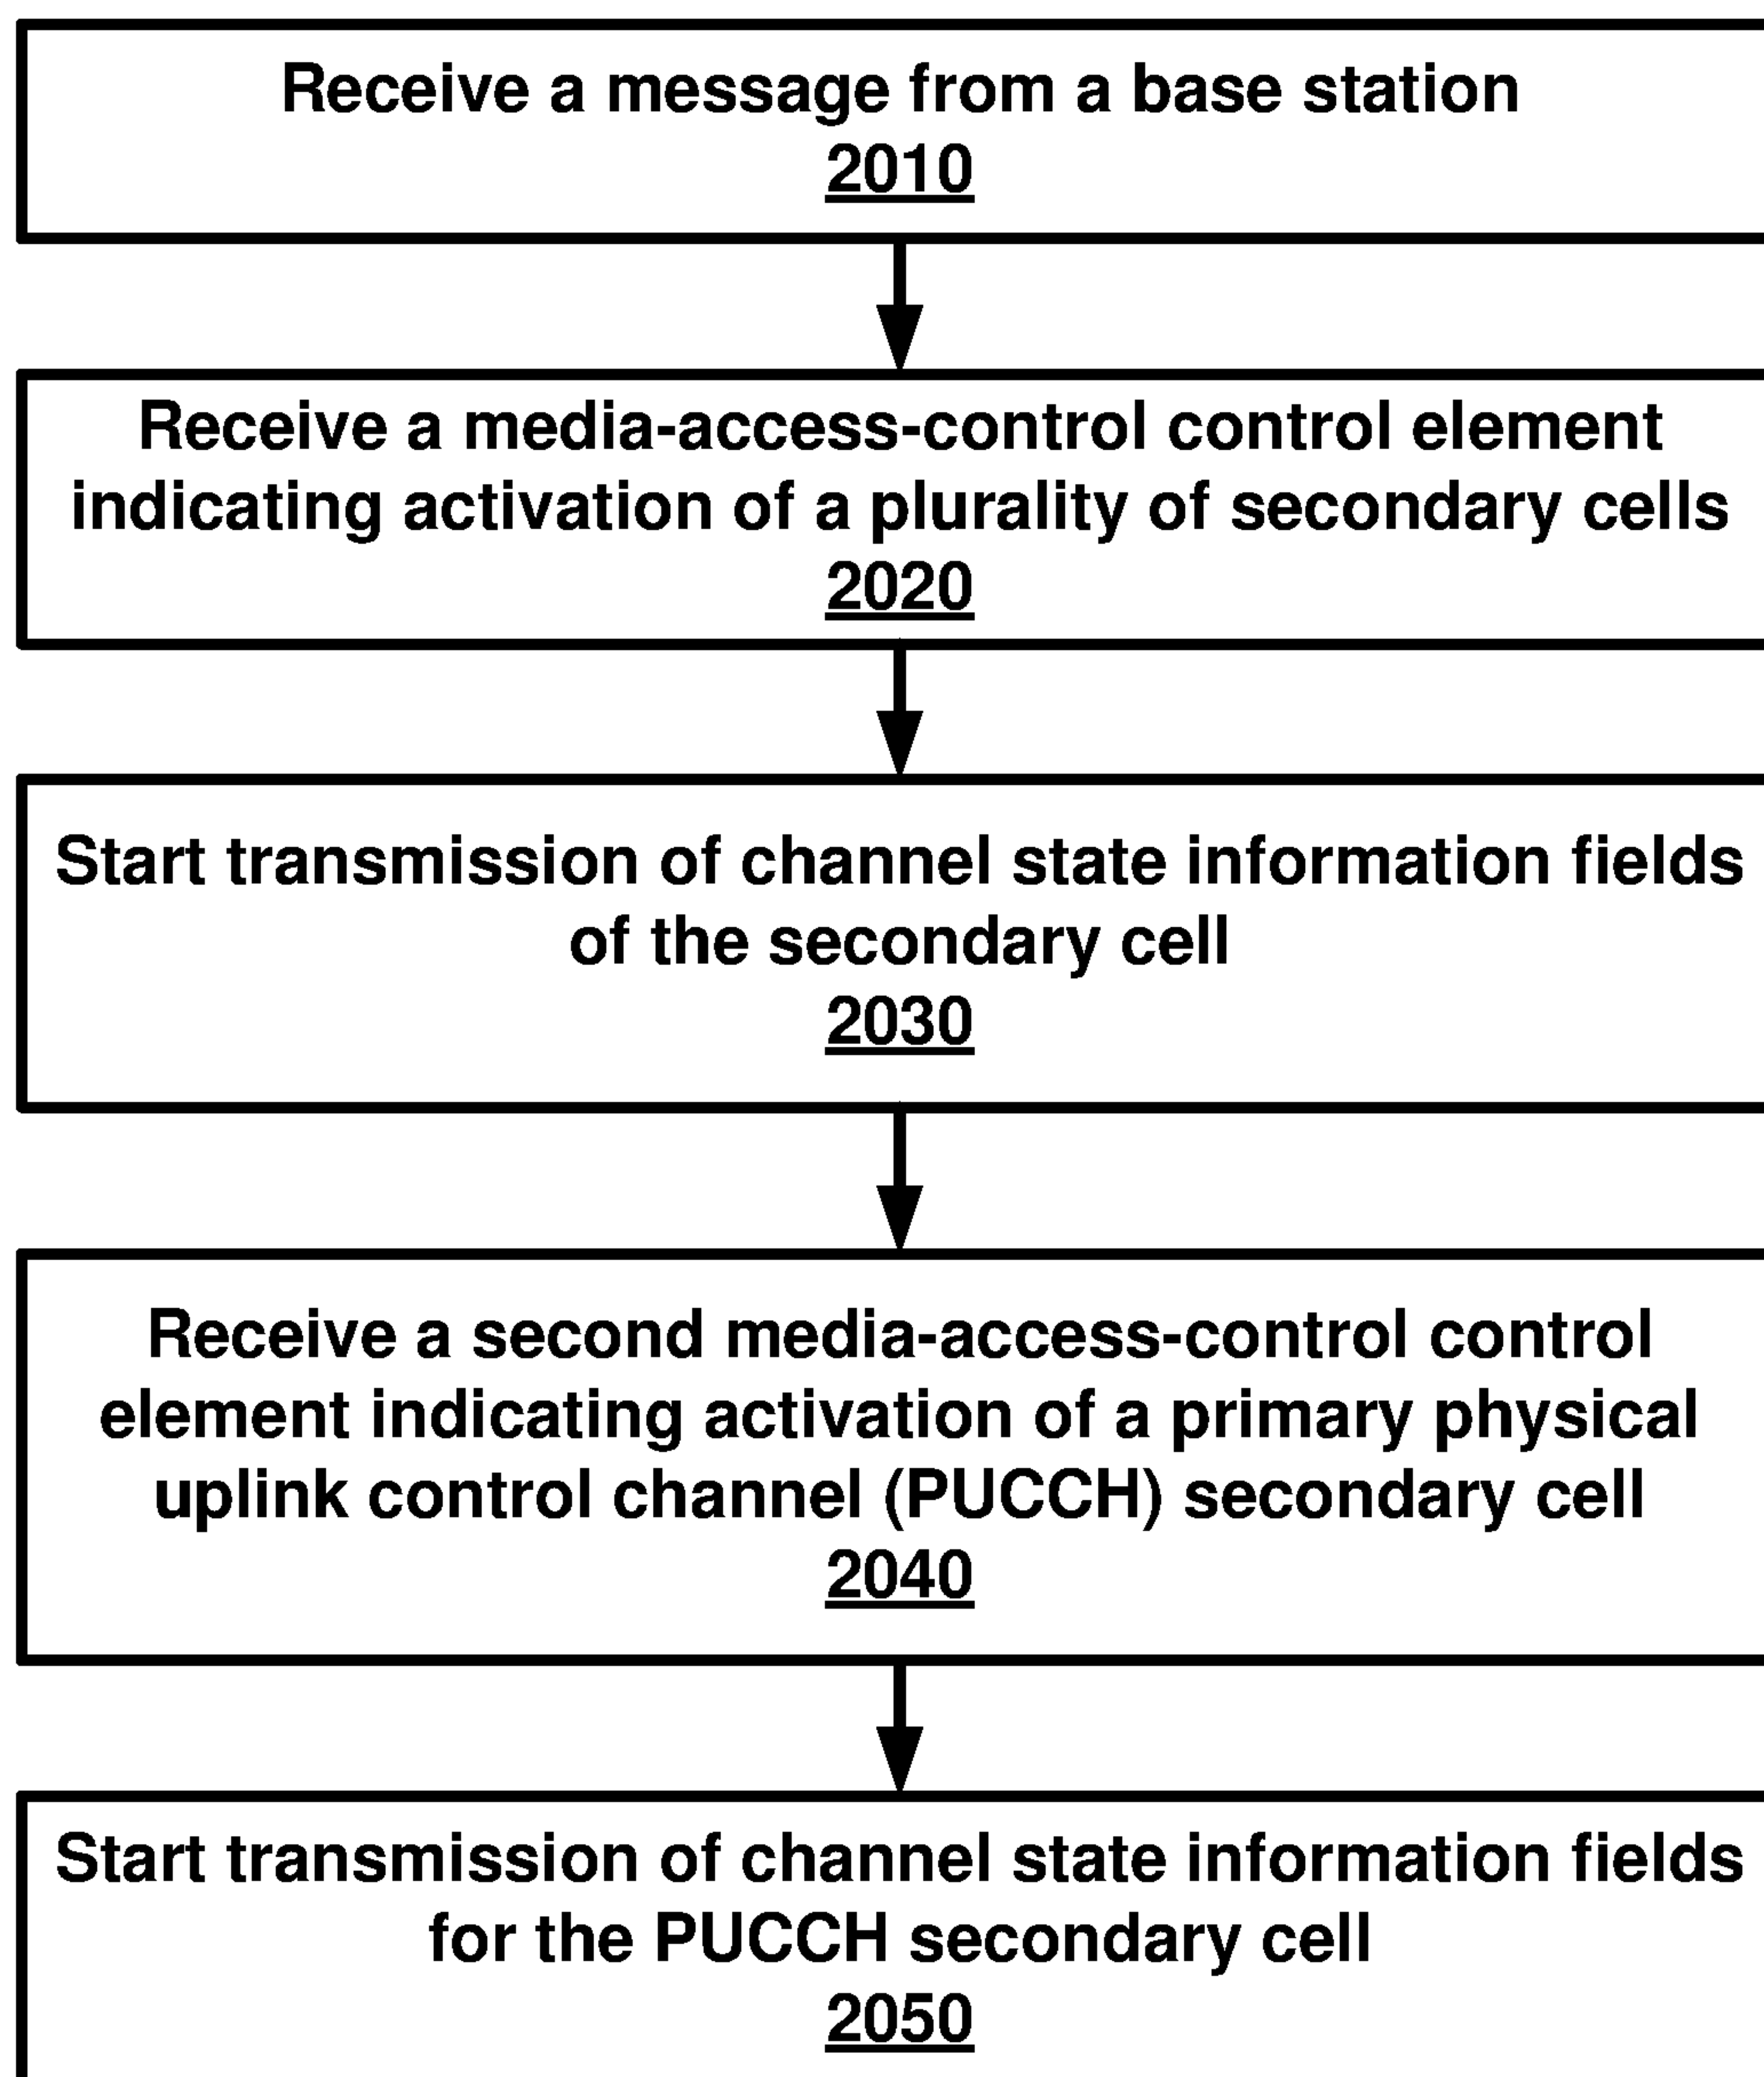 Receive a message from a base station
2010
Receive a media-access-control control element
indicating activation of a plurality of secondary cells
2020
Start transmission of channel state information fields
of the secondary cell
2030
Receive a second media-access-control control
element indicating activation of a primary physical
uplink control channel (PUCCH) secondary cell
2040
Start transmission of channel state information fields
for the PUCCH secondary cell
2050